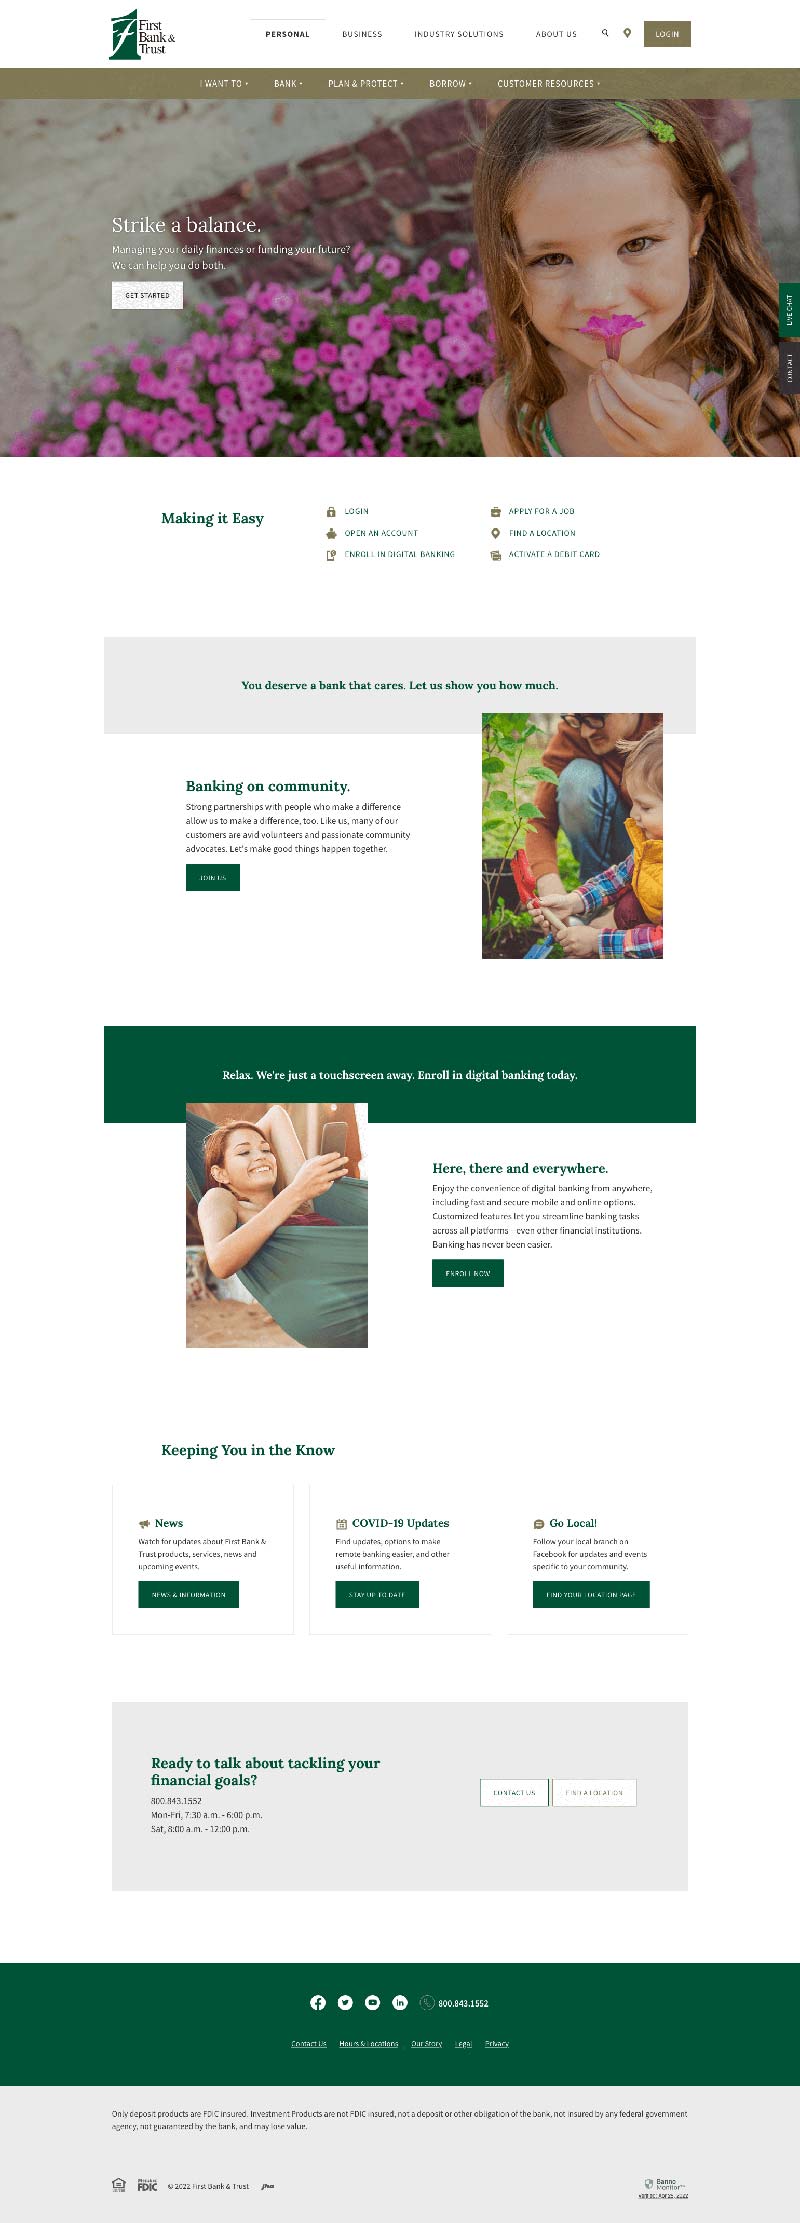 First
Bank &
Trust
PERSONAL
BUSINESS
INDUSTRY SOLUTIONS
ABOUT US
LOGIN
I WANT TO
BANK
PLAN & PROTECT
BORROW
CUSTOMER RESOURCES
Strike a balance.
Managing your daily finances or funding your future?
We can help you do both.
GET STARTED
LIVE CHAT
CONTACT
Making it Easy
LOGIN
OPEN AN ACCOUNT
ENROLL IN DIGITAL BANKING
APPLY FOR A JOB
FIND A LOCATION
ACTIVATE A DEBIT CARD
You deserve a bank that cares. Let us show you how much.
Banking on community.
Strong partnerships with people who make a difference
allow us to make a difference, too. Like us, many of our
customers are avid volunteers and passionate community
advocates. Let's make good things happen together.
JOIN US
Relax. We're just a touchscreen away. Enroll in digital banking today.
Here, there and everywhere.
Enjoy the convenience of digital banking from anywhere,
including fast and secure mobile and online options.
Customized features let you streamline banking tasks
across all platforms - even other financial institutions.
Banking has never been easier.
ENROLL NOW
Keeping You in the Know
News
Watch for updates about First Bank &
Trust products, services, news and
upcoming events.
NEWS & INFORMATION
COVID-19 Updates
Find updates, options to make
remote banking easier, and other
useful information.
STAY UP TO DATE
Go Local!
Follow your local branch on
Facebook for updates and events
specific to your community.
FIND YOUR LOCATION PAGE
Ready to talk about tackling your
financial goals?
800.843.1552
Mon-Fri, 7:30 a.m. - 6:00 p.m.
Sat, 8:00 a.m. - 12:00 p.m.
CONTACT US
FIND A LOCATION
800.843.1552
Contact Us
Hours & Locations
Our Story
Legal
Privacy
Only deposit products are FDIC insured. Investment Products are not FDIC insured, not a deposit or other obligation of the bank, not insured by any federal government
agency, not guaranteed by the bank, and may lose value.
Member
FDIC
© 2022 First Bank & Trust
jha
Banno
Monitor™
Verified: Apr 25, 2022